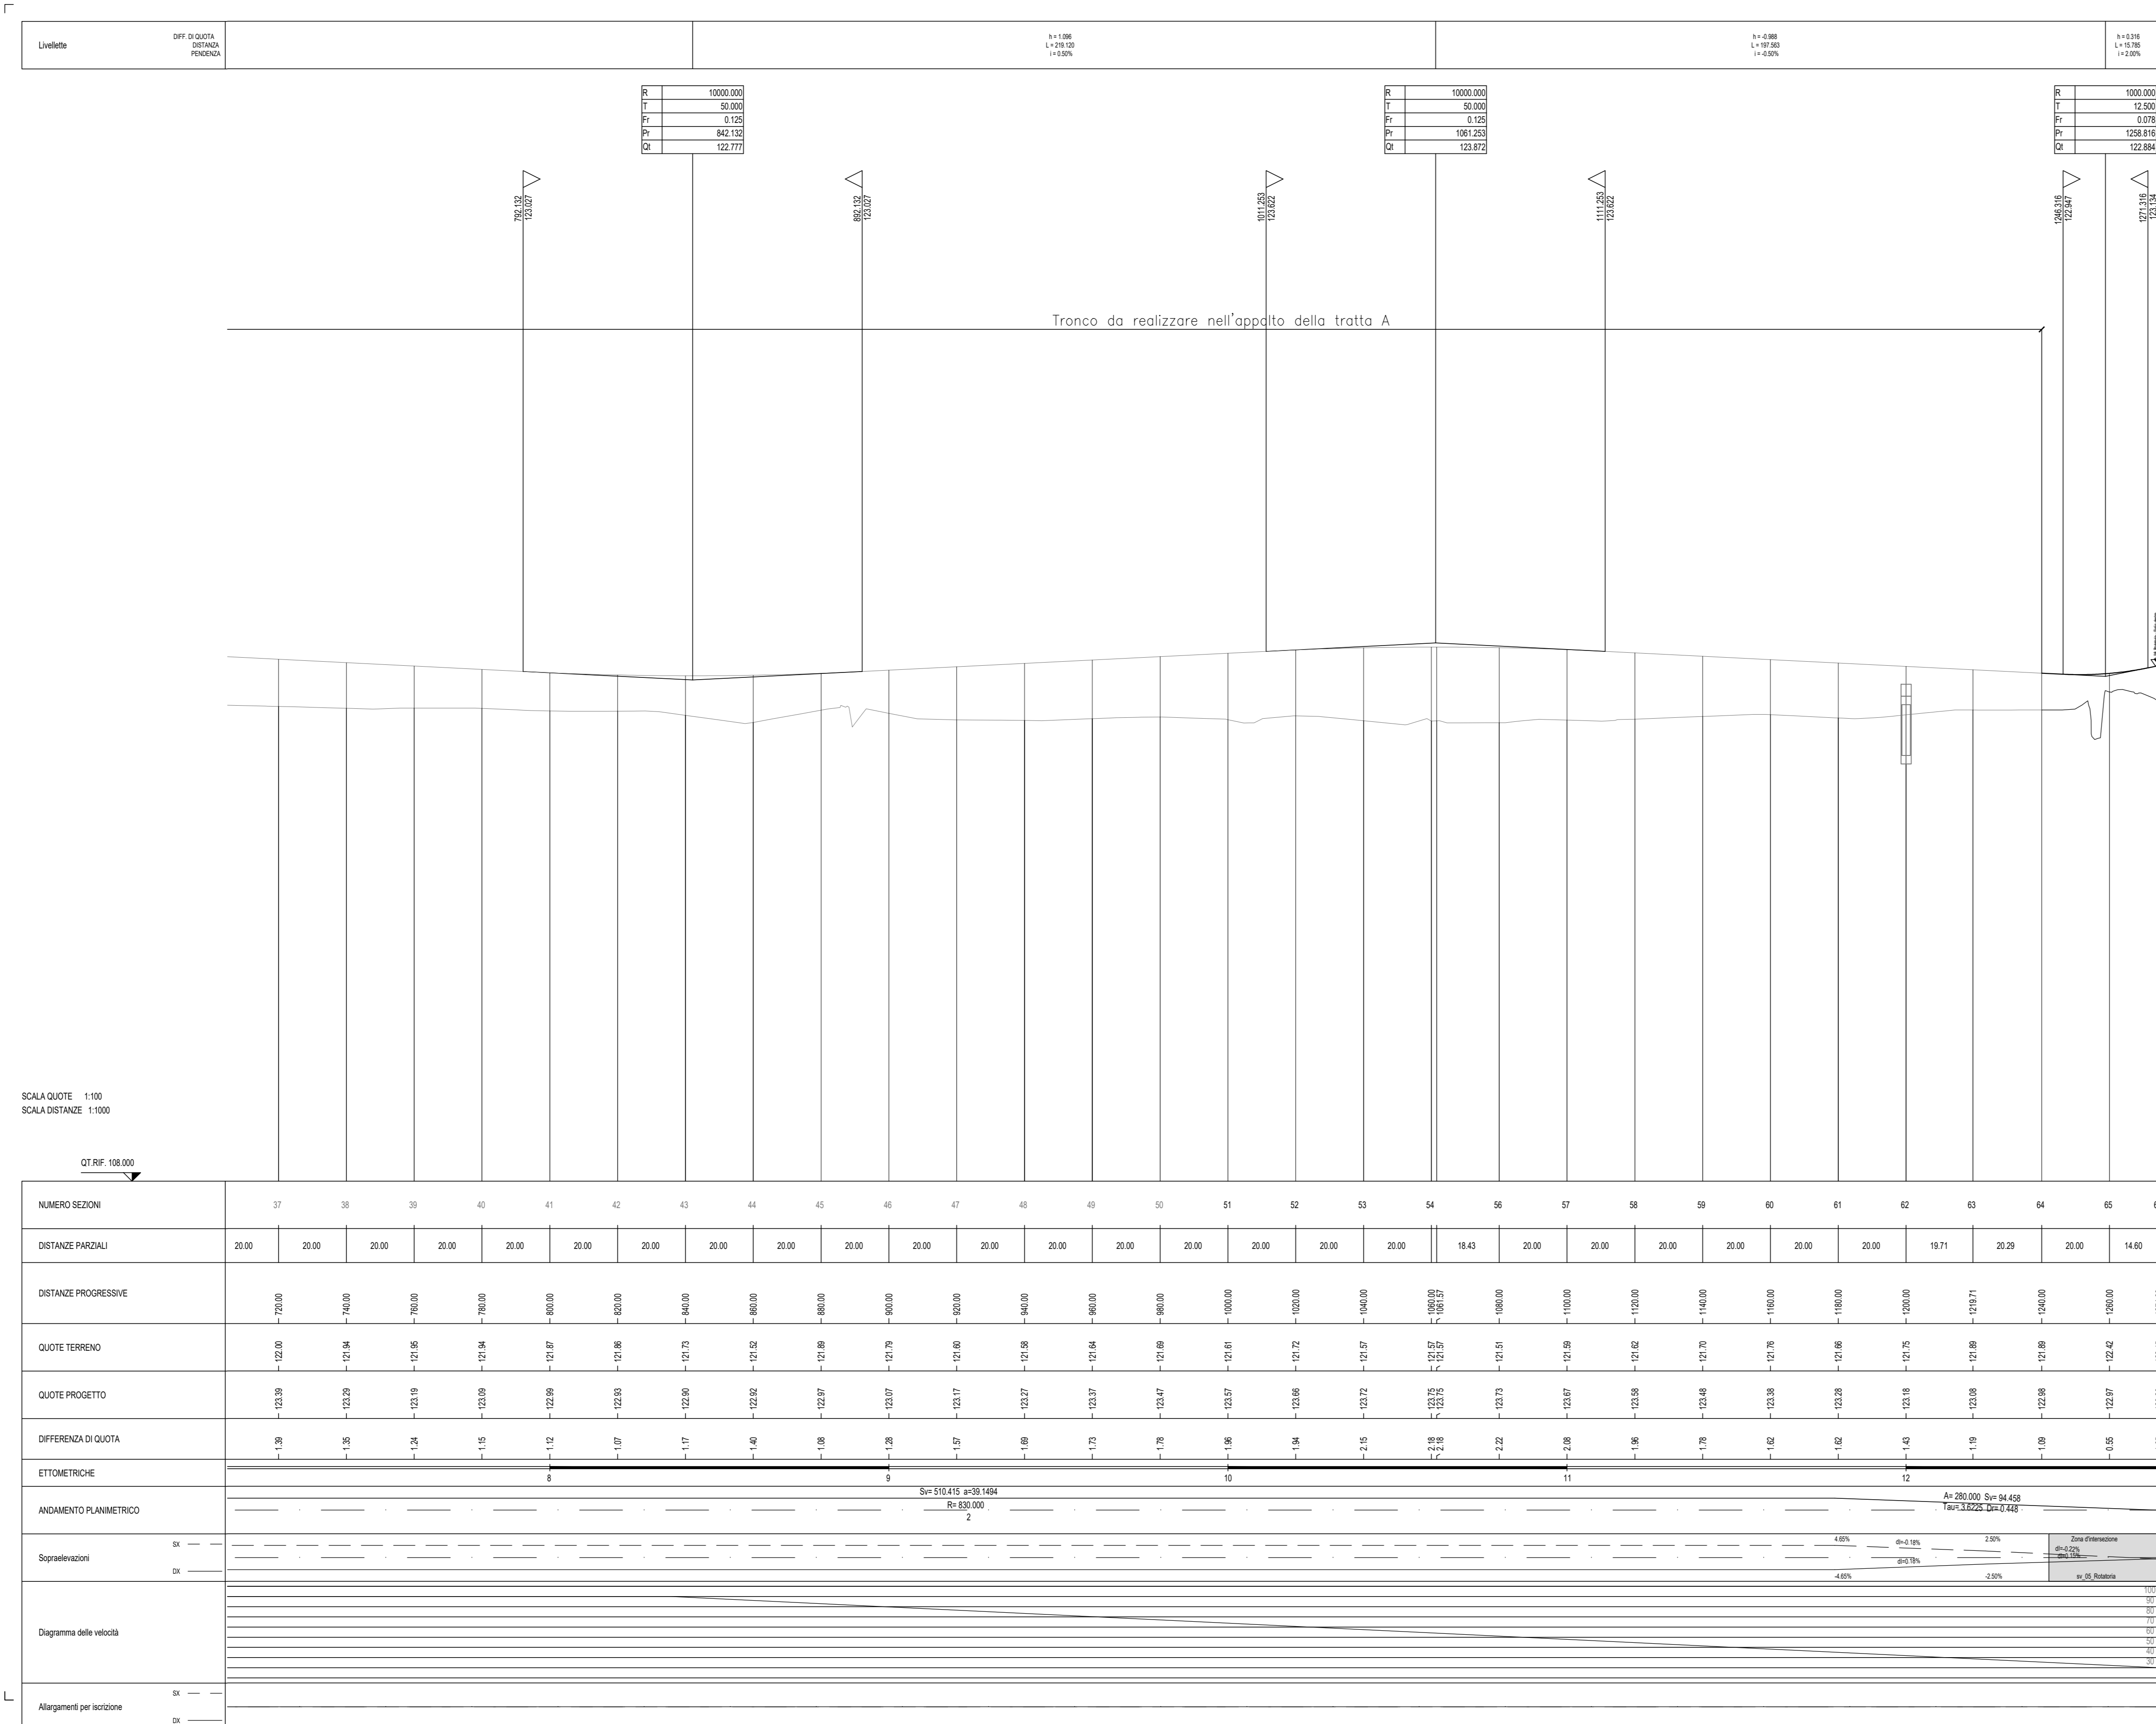 Livellette
DIFF. DI QUOTA
DISTANZA
PENDENZA
h = 1.096
L = 219.120
i = 0.50%
h = -0.988
L = 197.563
i = -0.50%
h = 0.316
L = 15.785
i = 2.00%
R 10000.000
T 50.000
Fr 0.125
Pr 842.132
Qt 122.777
R 10000.000
T 50.000
Fr 0.125
Pr 1061.253
Qt 123.872
R 1000.000
T 12.500
Fr 0.078
Pr 1258.816
Qt 122.884
792.132
123.027
892.132
123.027
1011.253
123.622
1111.253
123.622
1246.316
122.947
1271.316
123.134
Tronco da realizzare nell'appalto della tratta A
SCALA QUOTE 1:100
SCALA DISTANZE 1:1000
QT.RIF. 108.000
NUMERO SEZIONI 37 38 39 40 41 42 43 44 45 46 47 48 49 50 51 52 53 54 56 57 58 59 60 61 62 63 64 65
DISTANZE PARZIALI 20.00 20.00 20.00 20.00 20.00 20.00 20.00 20.00 20.00 20.00 20.00 20.00 20.00 20.00 20.00 20.00 20.00 20.00 18.43 20.00 20.00 20.00 20.00 20.00 20.00 19.71 20.29 20.00 14.60
DISTANZE PROGRESSIVE 720.00 740.00 760.00 780.00 800.00 820.00 840.00 860.00 880.00 900.00 920.00 940.00 960.00 980.00 1000.00 1020.00 1040.00 1060.00 1061.57 1080.00 1100.00 1120.00 1140.00 1160.00 1180.00 1200.00 1219.71 1240.00 1260.00
QUOTE TERRENO 122.00 121.94 121.95 121.94 121.87 121.86 121.73 121.52 121.89 121.79 121.60 121.58 121.64 121.69 121.61 121.72 121.57 121.57 121.57 121.51 121.59 121.62 121.70 121.76 121.66 121.75 121.89 121.89 122.42
QUOTE PROGETTO 123.39 123.29 123.19 123.09 122.99 122.93 122.90 122.92 122.97 123.07 123.17 123.27 123.37 123.47 123.57 123.66 123.72 123.75 123.75 123.73 123.67 123.58 123.48 123.38 123.28 123.18 123.08 122.98 122.97
DIFFERENZA DI QUOTA 1.39 1.35 1.24 1.15 1.12 1.07 1.17 1.40 1.08 1.28 1.57 1.69 1.73 1.78 1.96 1.94 2.15 2.18 2.18 2.22 2.08 1.96 1.78 1.62 1.62 1.43 1.19 1.09 0.55
ETTOMETRICHE 8 9 10 11 12
ANDAMENTO PLANIMETRICO
Sv= 510.415 a=39.1494
R= 830.000
2
A= 280.000 Sv= 94.458
Tau= 3.6225 Dr= 0.448
Sopraelevazioni
SX
DX
4.65%
di=-0.18%
2.50%
Zona d'intersezione
di=-0.22%
di=0.15%
di=0.18%
-4.65%
-2.50%
sv_05_Rotatoria
Diagramma delle velocità
100
90
80
70
60
50
40
30
Allargamenti per iscrizione
SX
DX